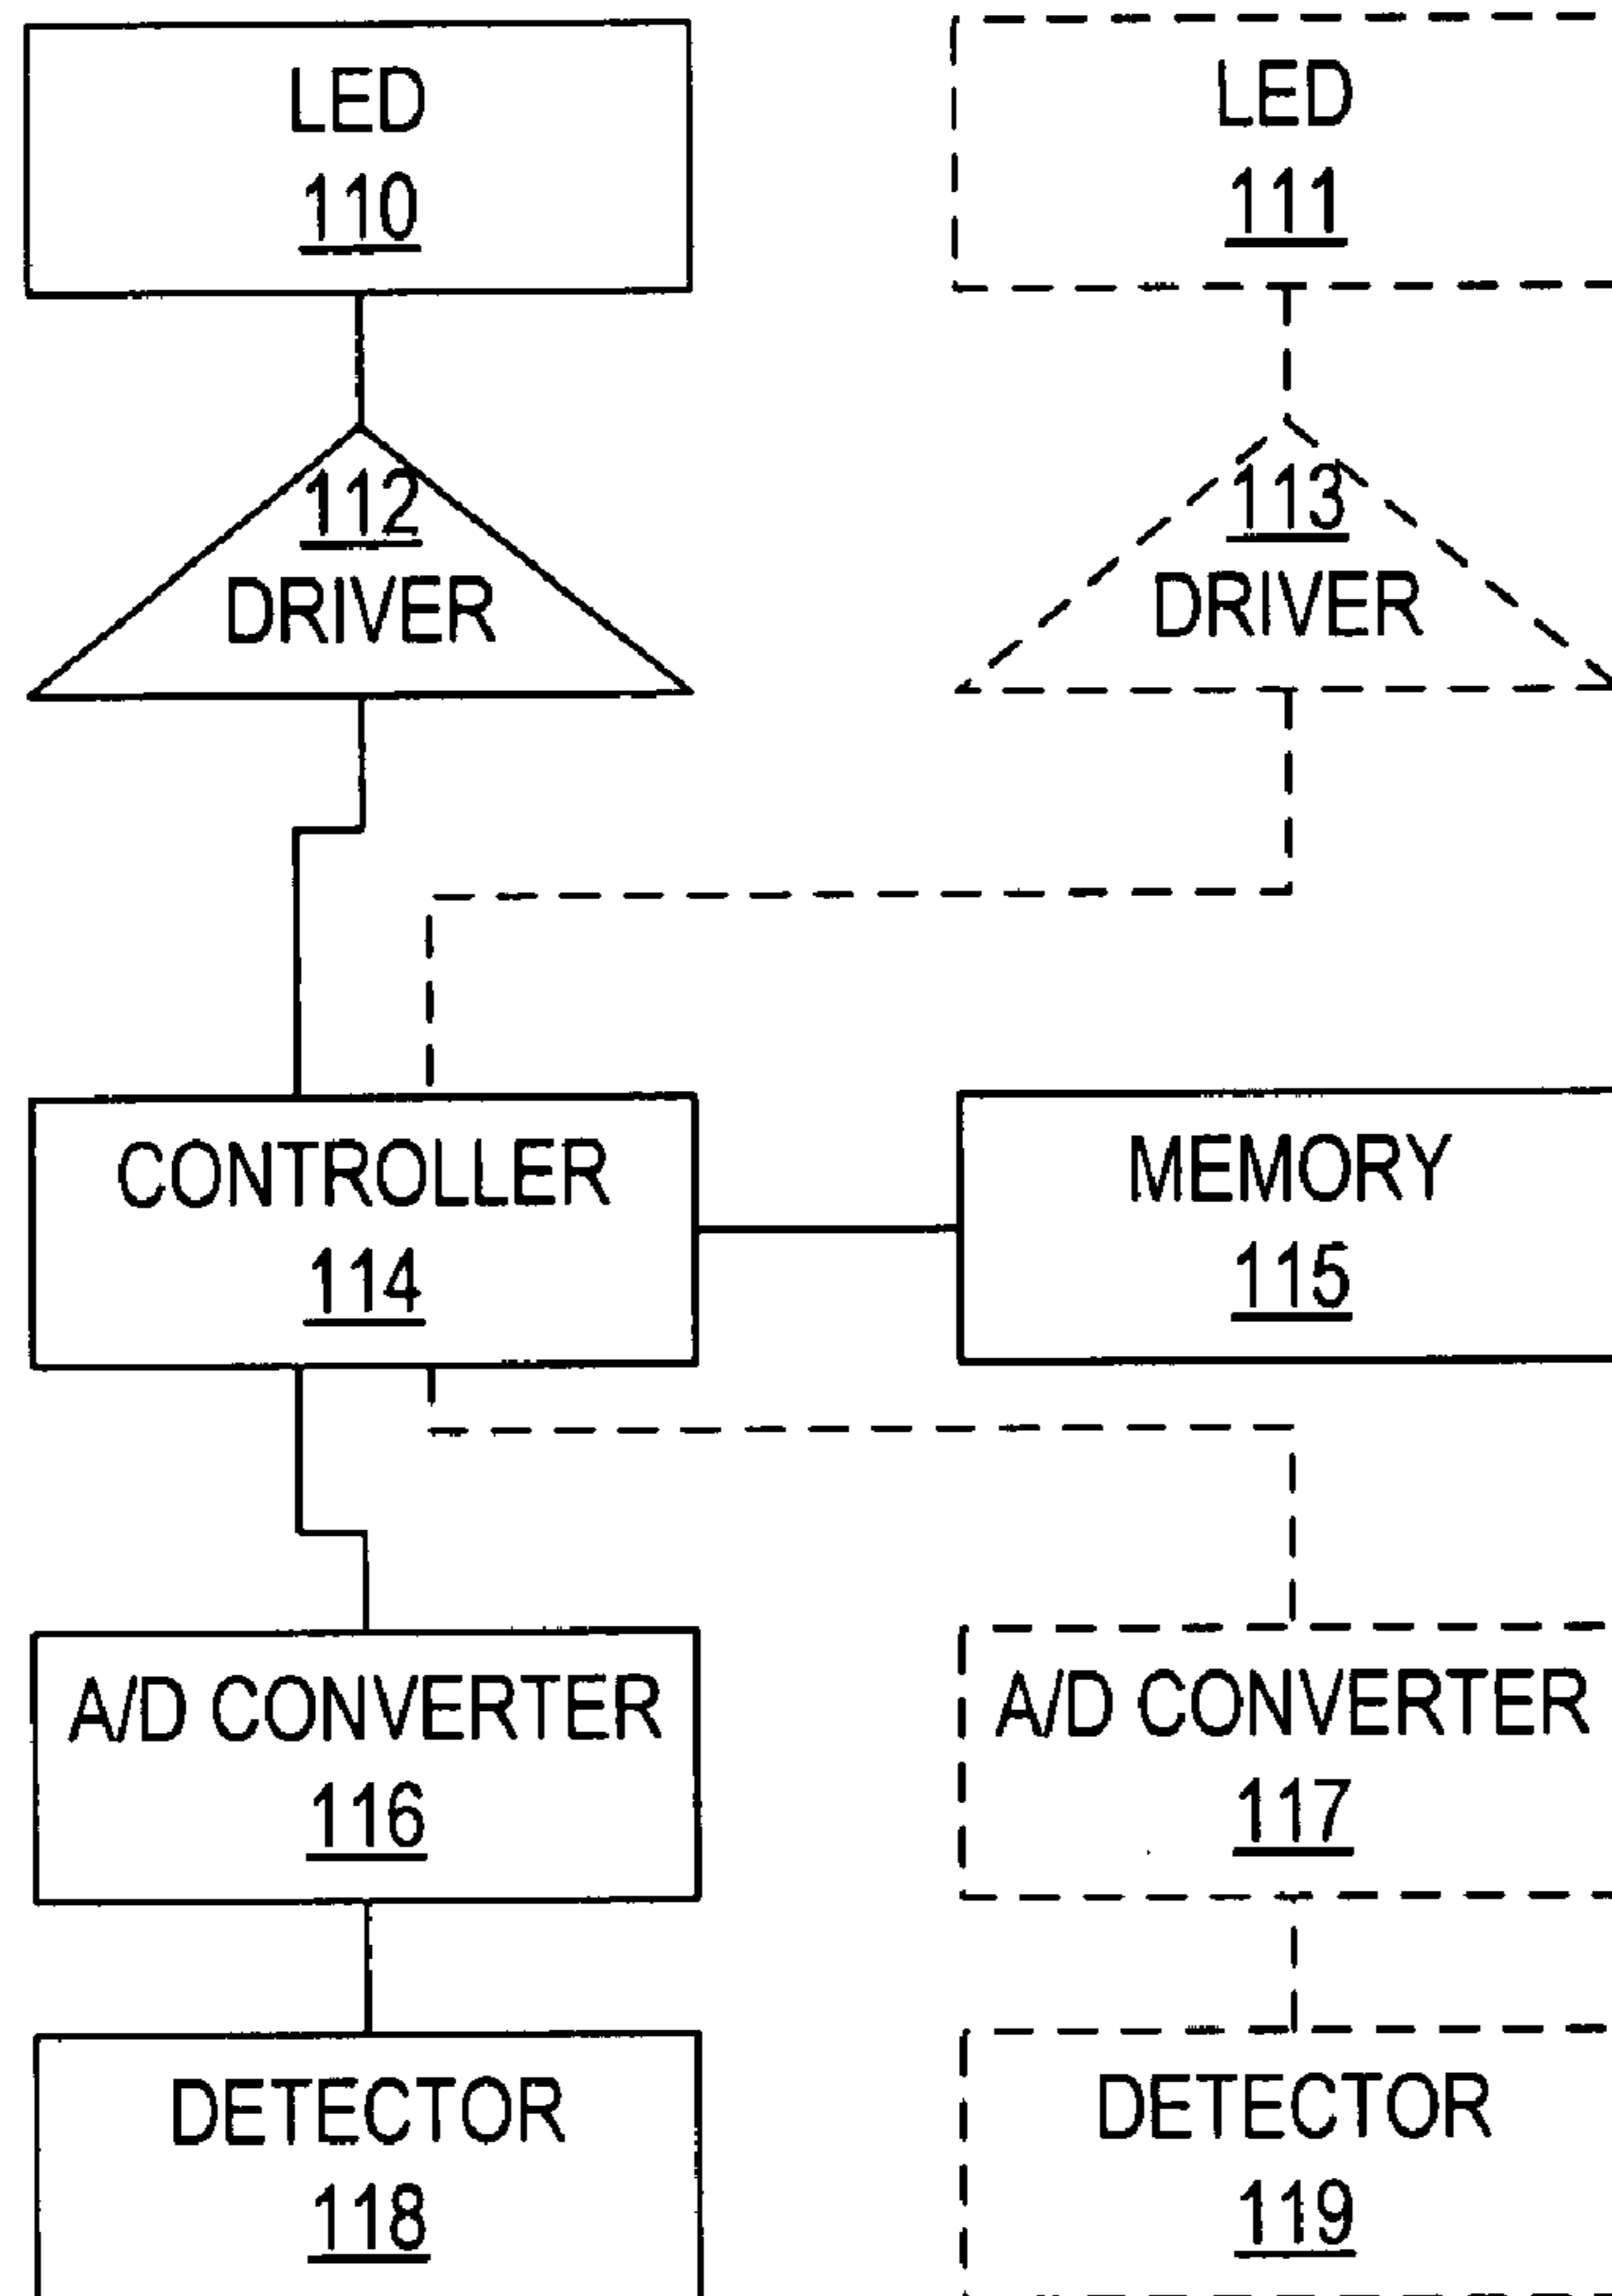 LED
110
LED
111
112
DRIVER
113
DRIVER
CONTROLLER
114
MEMORY
115
A/D CONVERTER
116
A/D CONVERTER
117
DETECTOR
118
DETECTOR
119